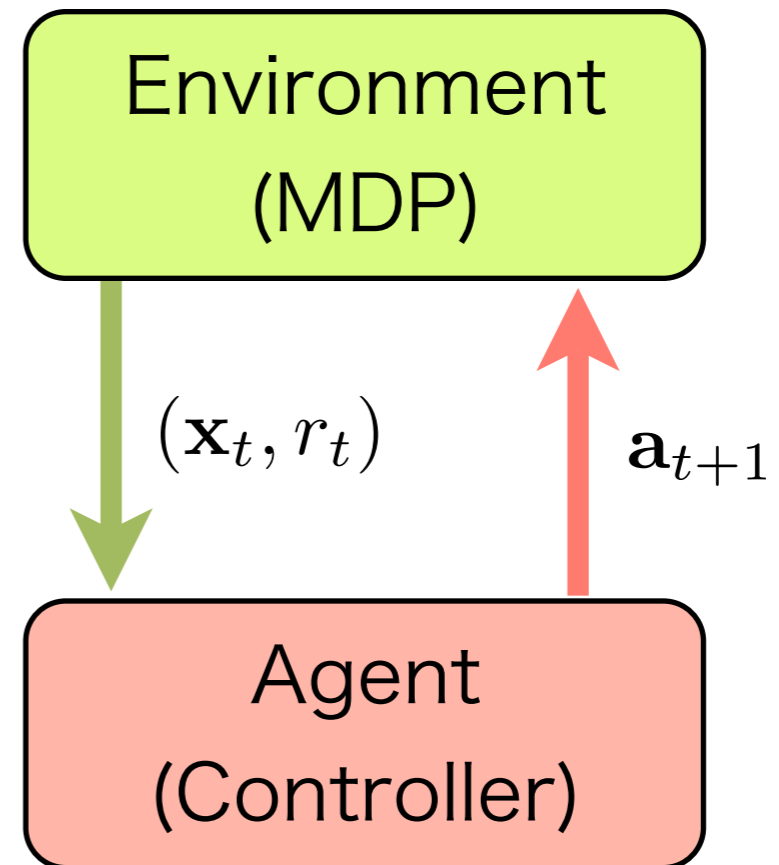 Environment
(MDP)
(𝐱ₜ, rₜ)
𝐚ₜ₊₁
Agent
(Controller)